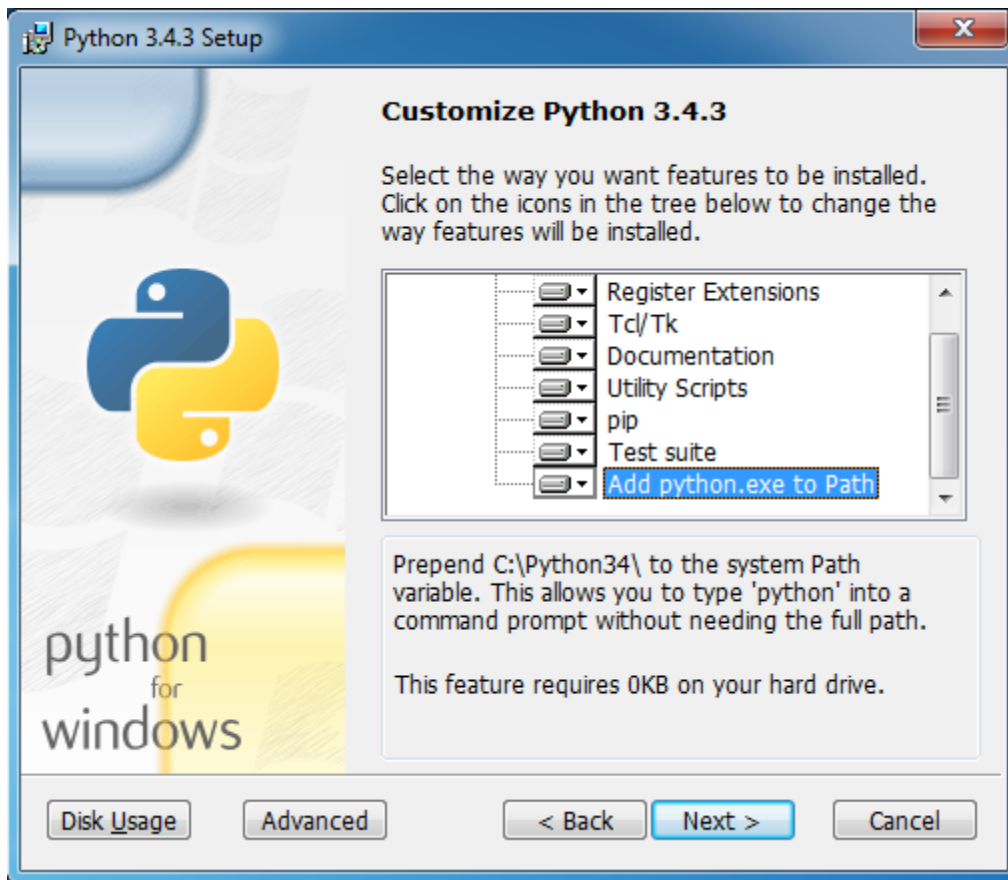 Python 3.4.3 Setup
Customize Python 3.4.3
Select the way you want features to be installed.
Click on the icons in the tree below to change the
way features will be installed.
Register Extensions
Tcl/Tk
Documentation
Utility Scripts
pip
Test suite
Add python.exe to Path
Prepend C:\Python34\ to the system Path
variable. This allows you to type 'python' into a
command prompt without needing the full path.
This feature requires 0KB on your hard drive.
python
for
windows
Disk Usage
Advanced
< Back
Next >
Cancel